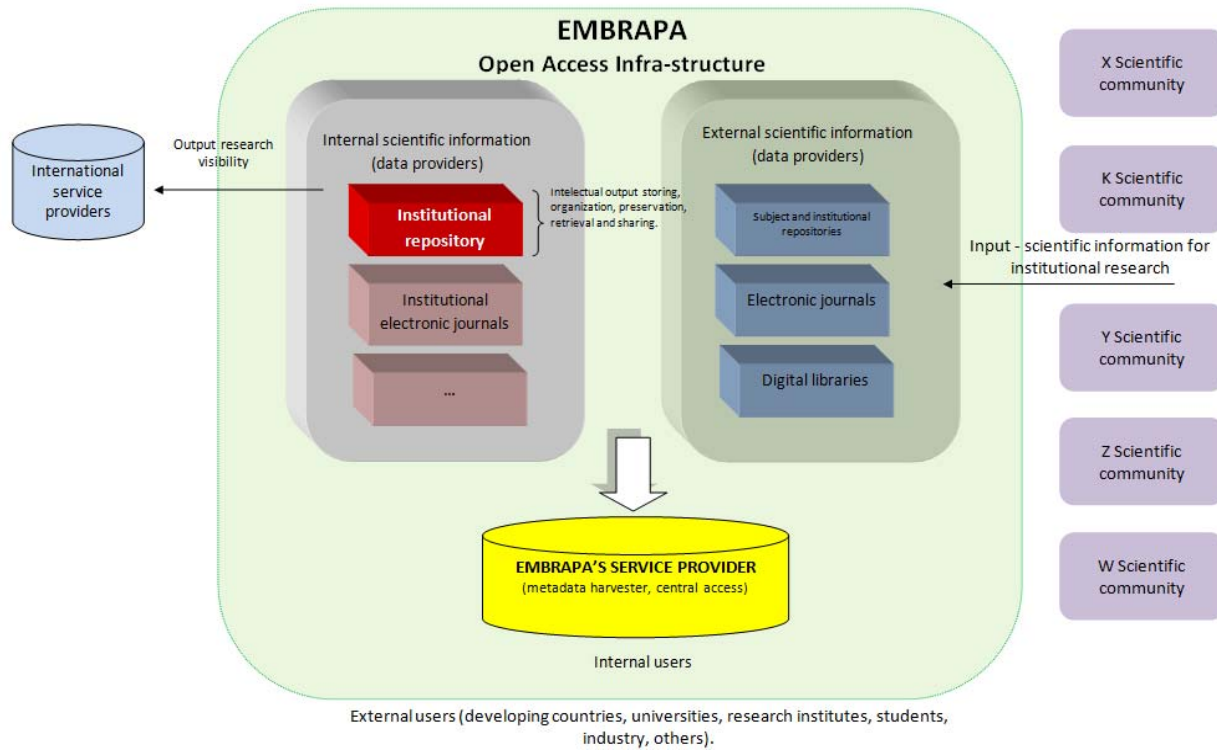 EMBRAPA
Open Access Infra-structure
International
service
providers
Output research
visibility
Internal scientific information
(data providers)
Institutional
repository
Intelectual output storing,
organization, preservation,
retrieval and sharing.
Institutional
electronic journals
...
External scientific information
(data providers)
Subject and institutional
repositories
Electronic journals
Digital libraries
Input - scientific information for
institutional research
X Scientific
community
K Scientific
community
Y Scientific
community
Z Scientific
community
W Scientific
community
EMBRAPA'S SERVICE PROVIDER
(metadata harvester, central access)
Internal users
External users (developing countries, universities, research institutes, students,
industry, others).